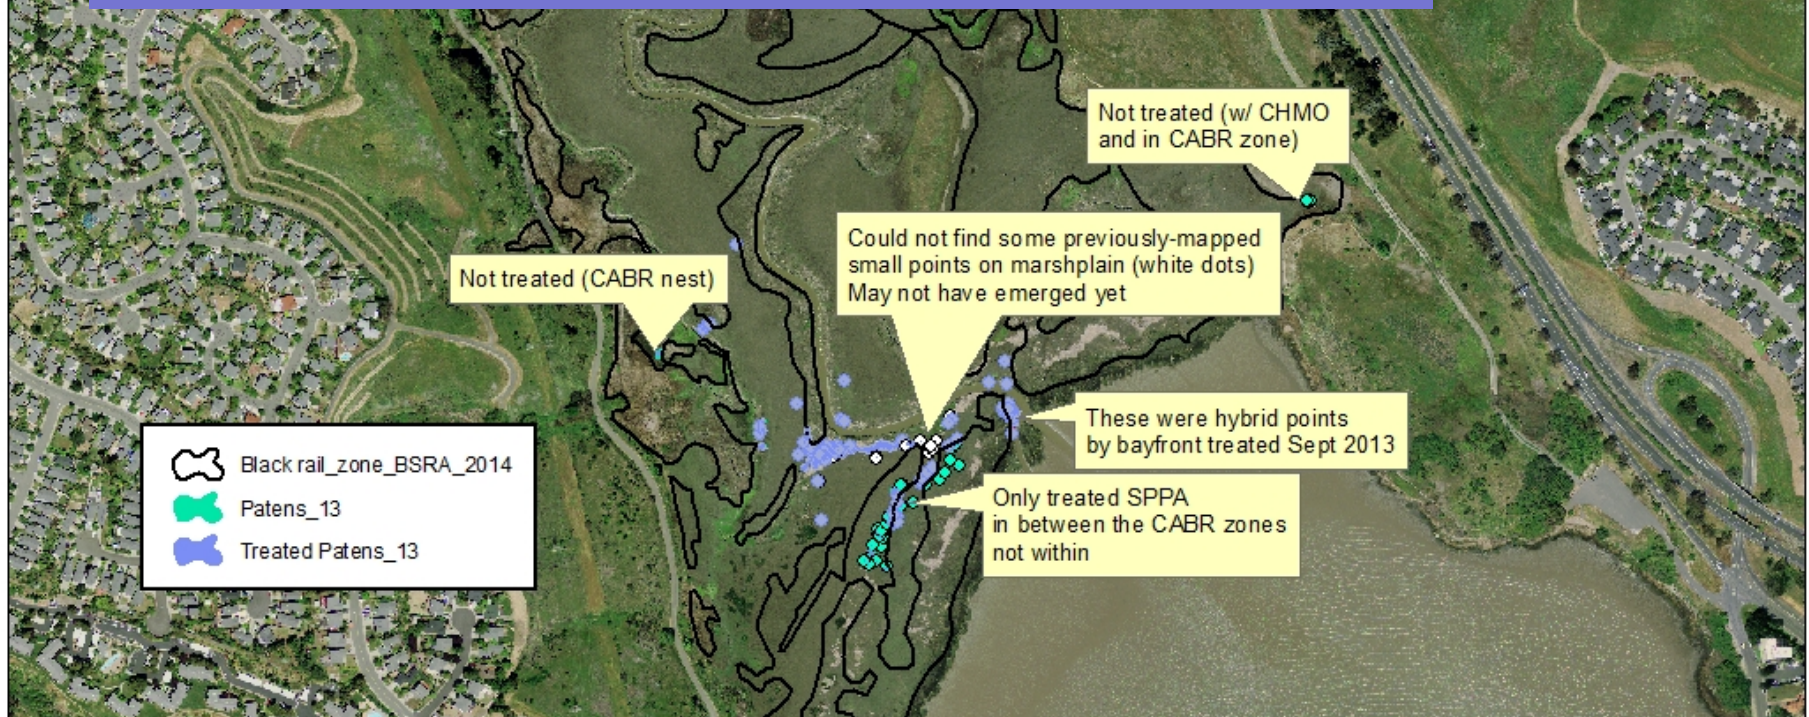 Not treated (w/ CHMO
and in CABR zone)
Could not find some previously-mapped
small points on marshplain (white dots)
May not have emerged yet
Not treated (CABR nest)
These were hybrid points
by bayfront treated Sept 2013
Only treated SPPA
in between the CABR zones
not within
Black rail_zone_BSRA_2014
Patens_13
Treated Patens_13